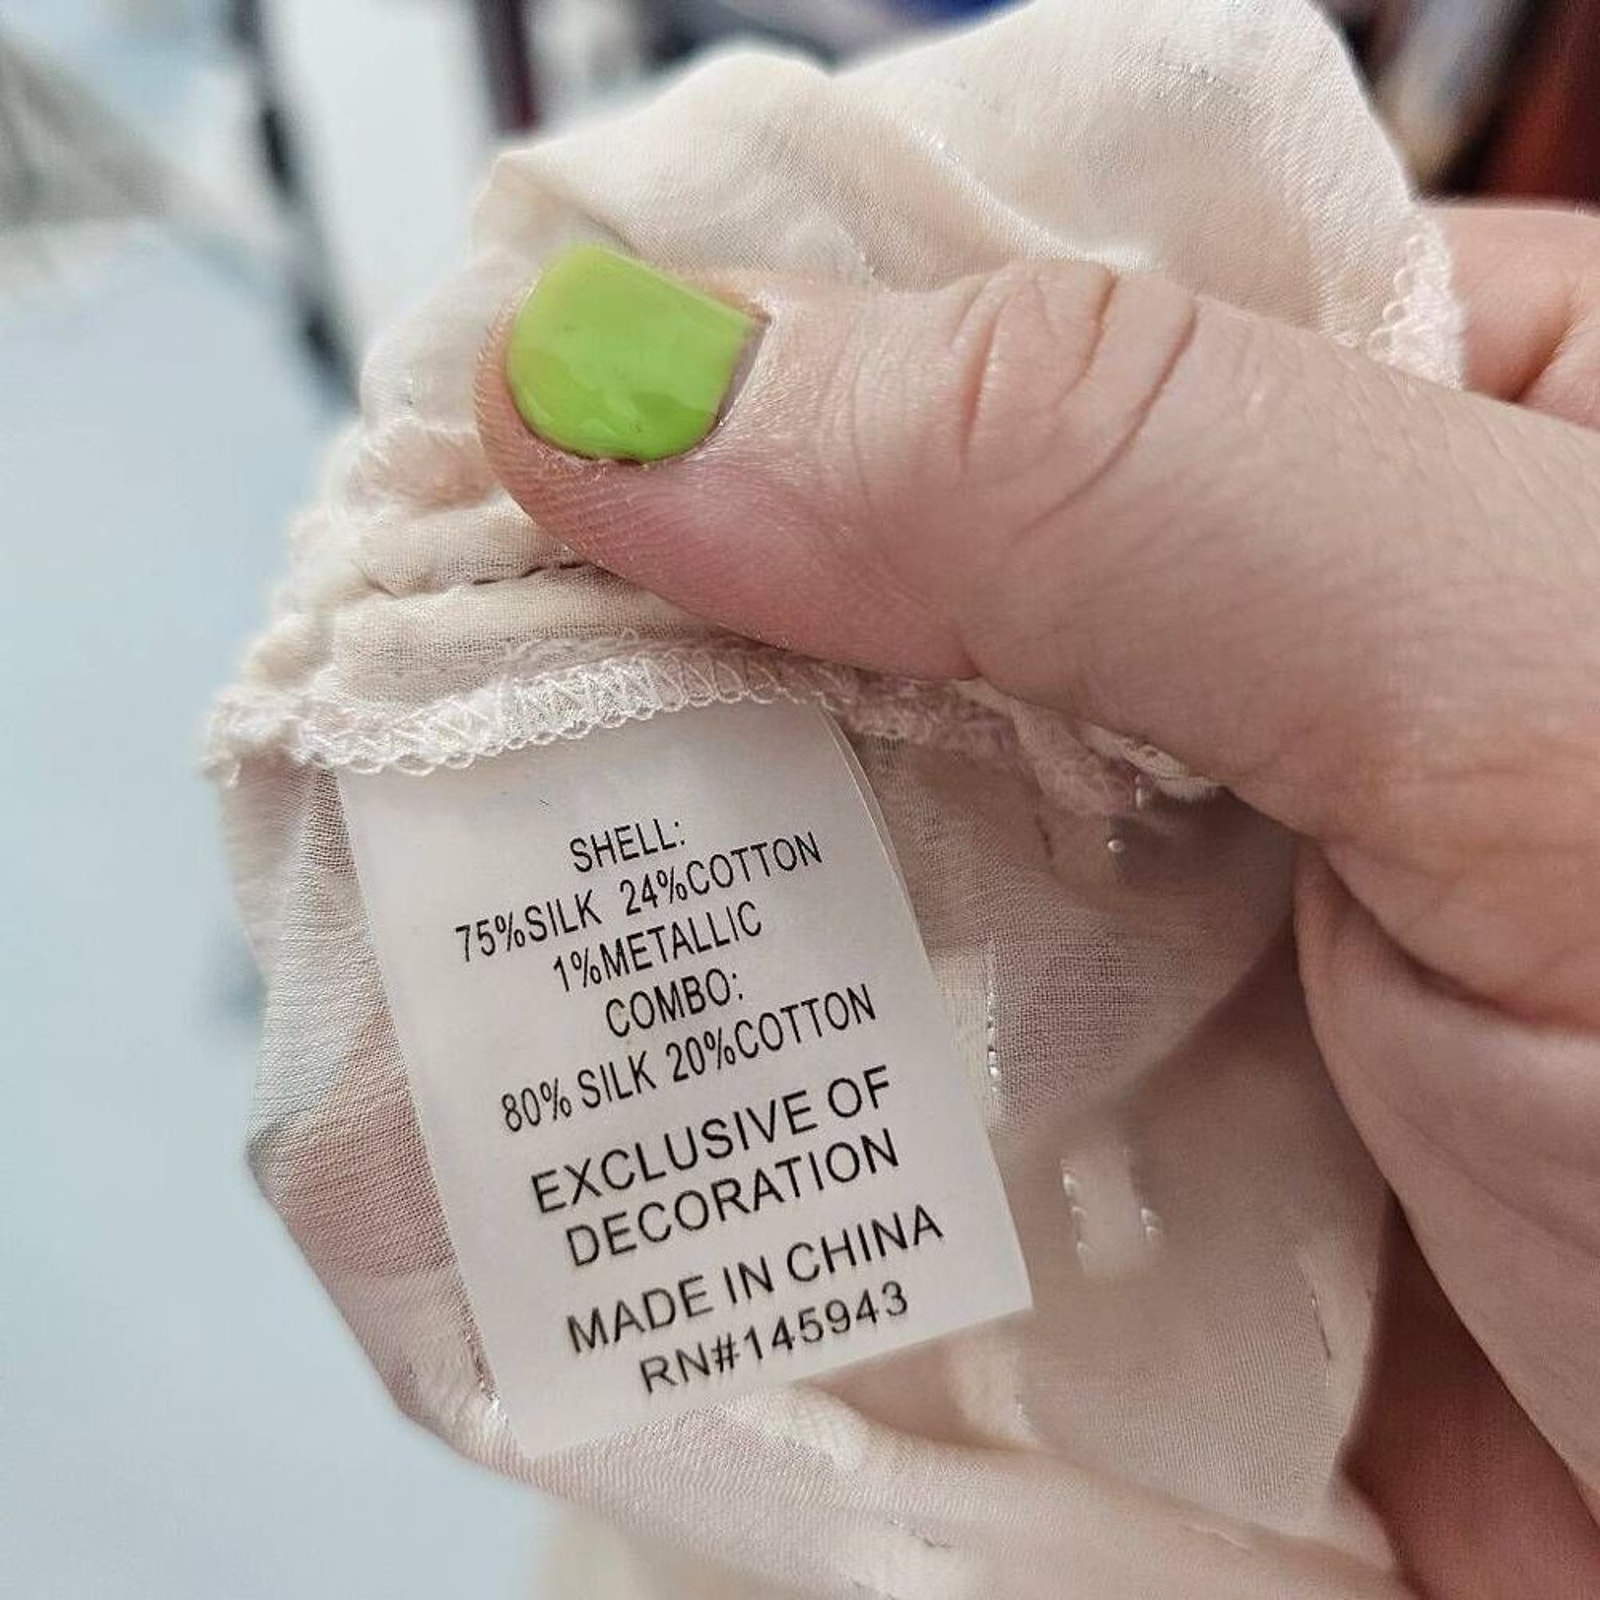 SHELL:
75%SILK 24%COTTON
1%METALLIC
COMBO:
80% SILK 20%COTTON
EXCLUSIVE OF
DECORATION
MADE IN CHINA
RN#145943